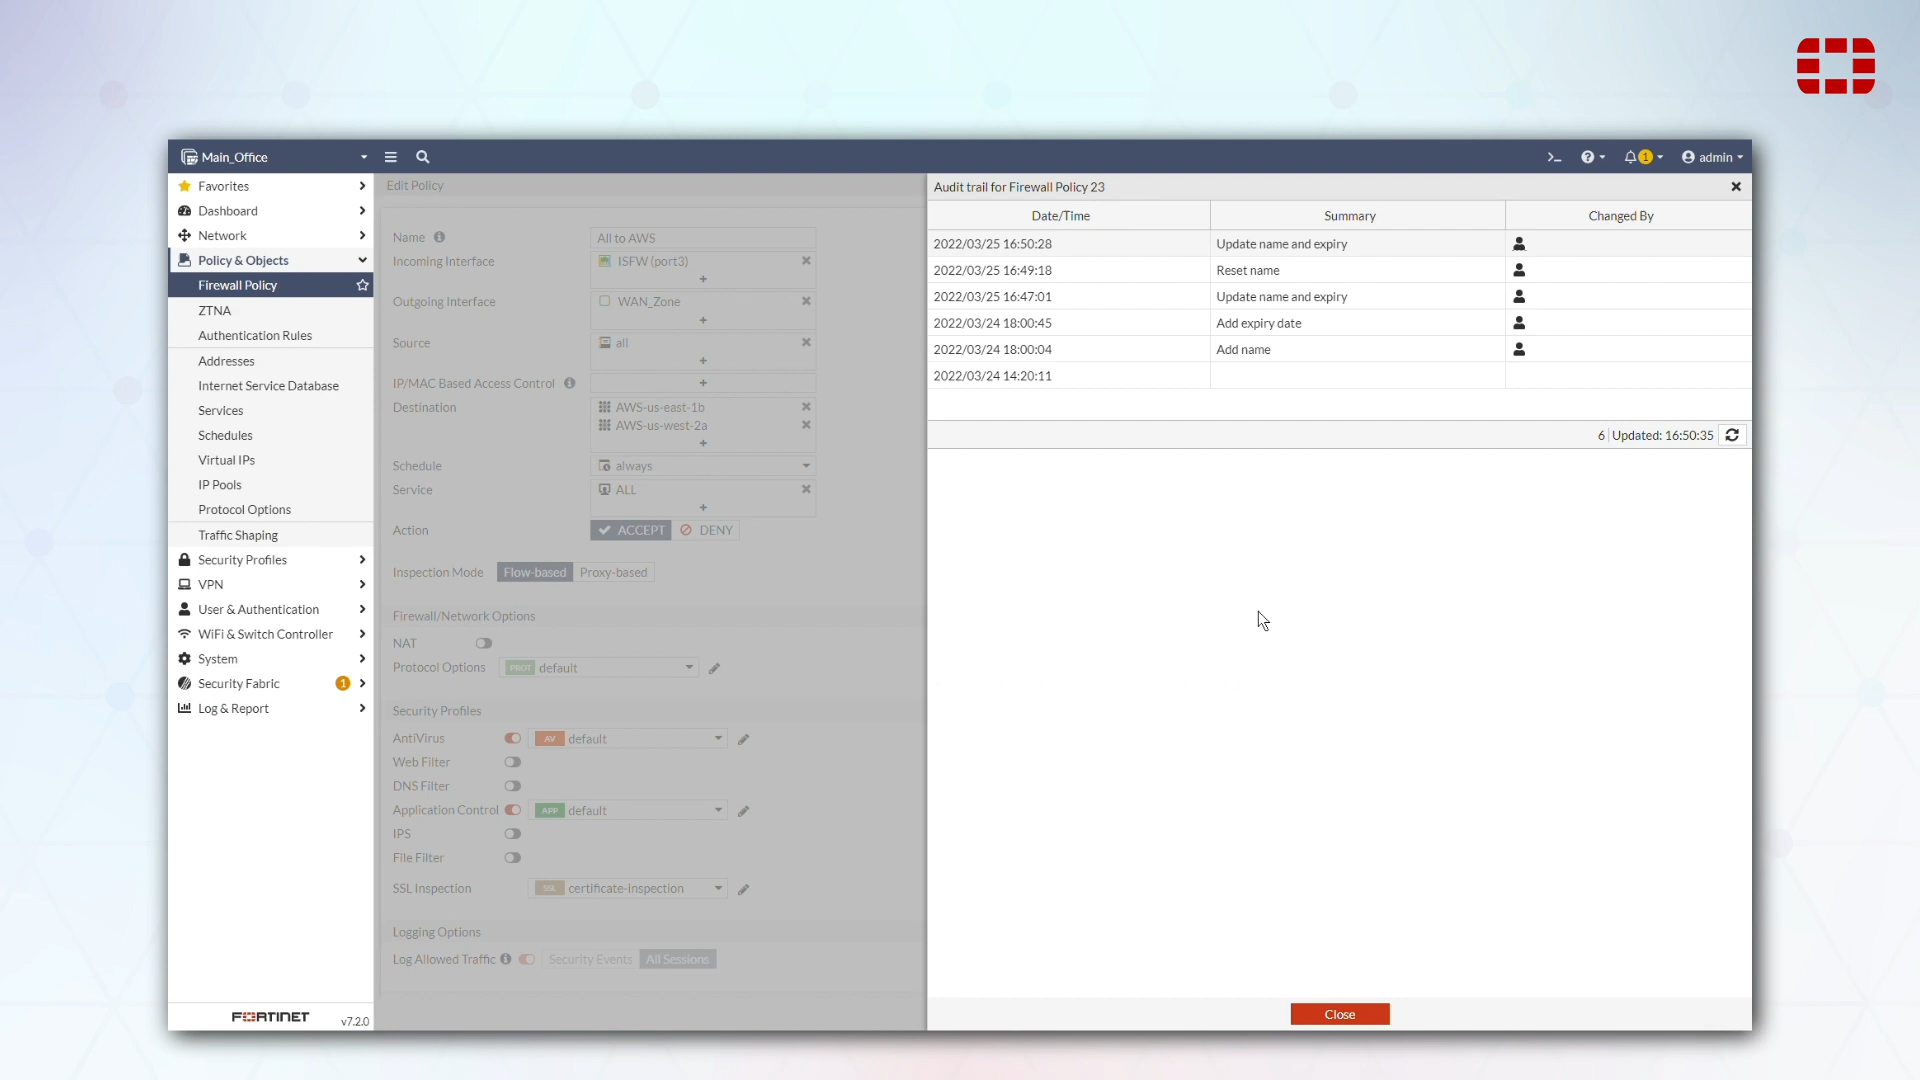 Main_Office
1
admin
Favorites
Dashboard
Network
Policy & Objects
Firewall Policy
ZTNA
Authentication Rules
Addresses
Internet Service Database
Services
Schedules
Virtual IPs
IP Pools
Protocol Options
Traffic Shaping
Security Profiles
VPN
User & Authentication
WiFi & Switch Controller
System
Security Fabric 1
Log & Report
FORTINET
v7.2.0
Edit Policy
Name All to AWS
Incoming Interface ISFW (port3)
+
Outgoing Interface WAN_Zone
+
Source all
+
IP/MAC Based Access Control +
Destination AWS-us-east-1b
AWS-us-west-2a
+
Schedule always
Service ALL
+
Action ACCEPT DENY
Inspection Mode Flow-based Proxy-based
Firewall/Network Options
NAT
Protocol Options PROT default
Security Profiles
AntiVirus AV default
Web Filter
DNS Filter
Application Control APP default
IPS
File Filter
SSL Inspection SSL certificate-inspection
Logging Options
Log Allowed Traffic Security Events All Sessions
Audit trail for Firewall Policy 23
Date/Time Summary Changed By
2022/03/25 16:50:28 Update name and expiry
2022/03/25 16:49:18 Reset name
2022/03/25 16:47:01 Update name and expiry
2022/03/24 18:00:45 Add expiry date
2022/03/24 18:00:04 Add name
2022/03/24 14:20:11
6 Updated: 16:50:35
Close